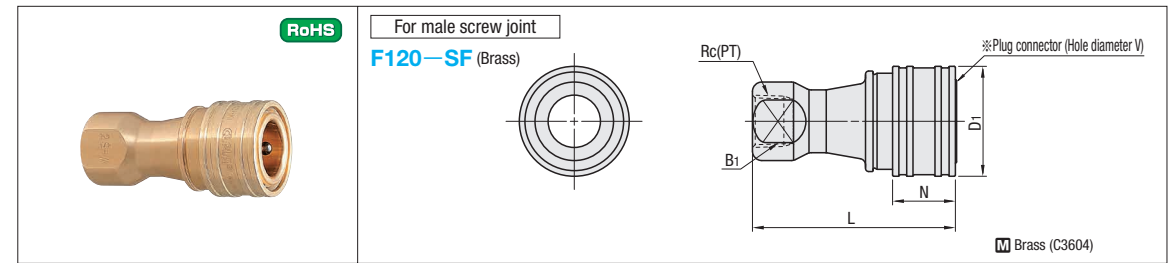 RoHS
For male screw joint
F120—SF (Brass)
Rc(PT)
※Plug connector (Hole diameter V)
B1
D1
N
L
M Brass (C3604)